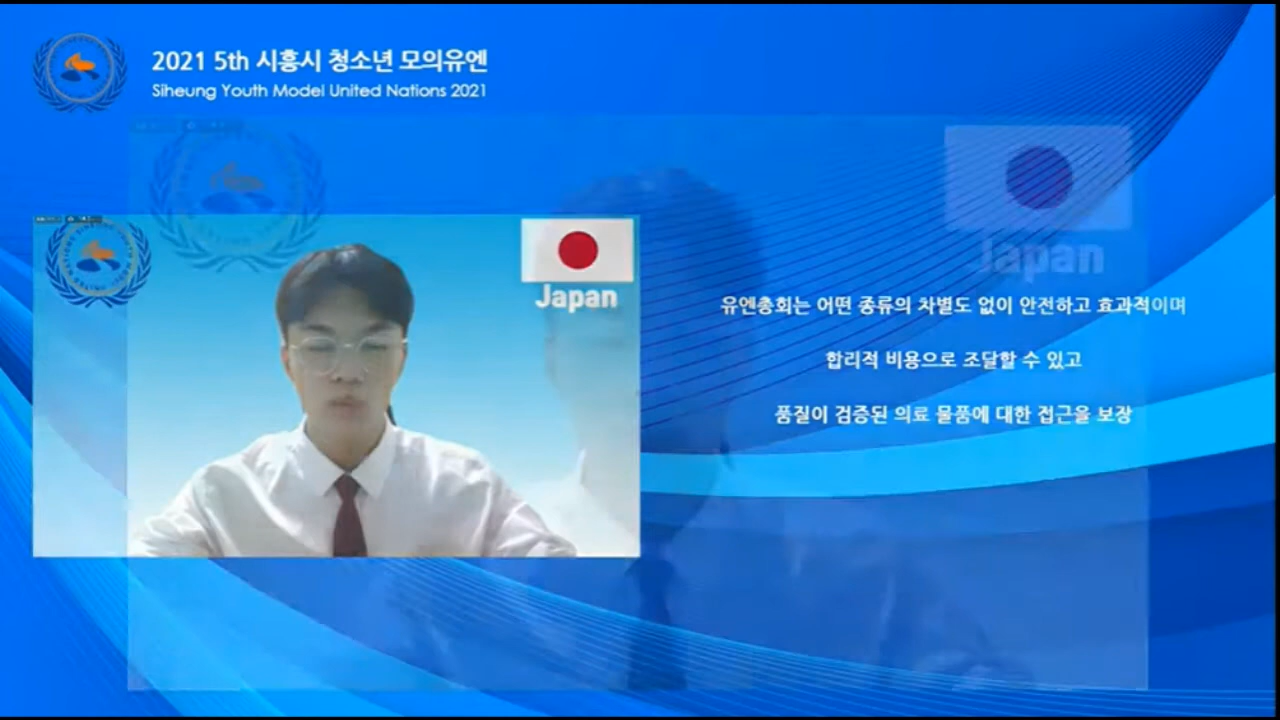 2021 5th 시흥시 청소년 모의유엔
Siheung Youth Model United Nations 2021
Japan
Japan
유엔총회는 어떤 종류의 차별도 없이 안전하고 효과적이며
합리적 비용으로 조달할 수 있고
품질이 검증된 의료 물품에 대한 접근을 보장